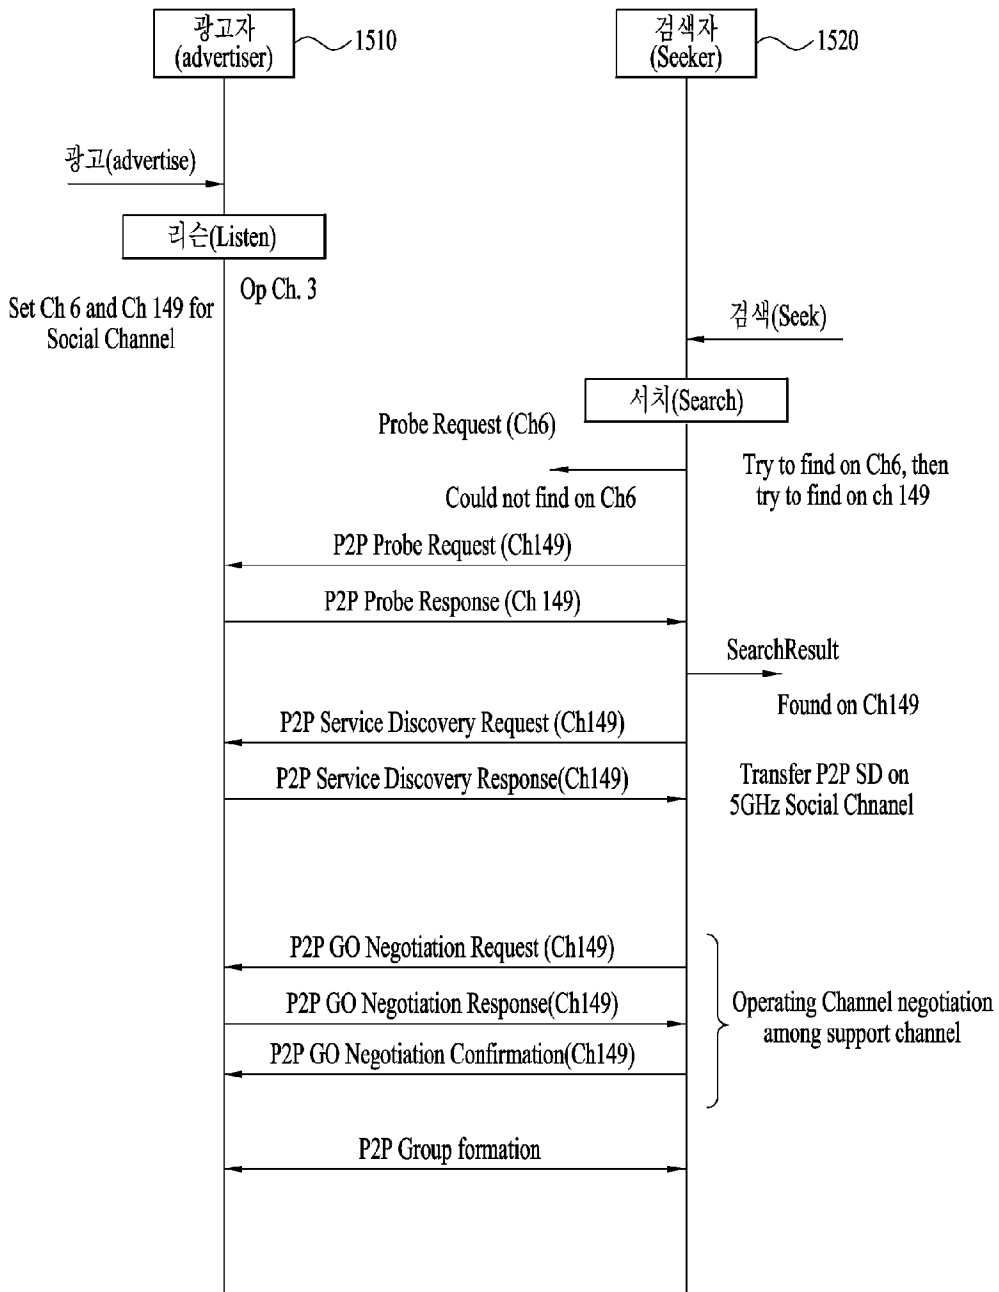 광고자
(advertiser)
1510
검색자
(Seeker)
1520
광고(advertise)
리슨(Listen)
Op Ch. 3
Set Ch 6 and Ch 149 for
Social Channel
검색(Seek)
서치(Search)
Probe Request (Ch6)
Could not find on Ch6
Try to find on Ch6, then
try to find on ch 149
P2P Probe Request (Ch149)
P2P Probe Response (Ch 149)
SearchResult
Found on Ch149
P2P Service Discovery Request (Ch149)
P2P Service Discovery Response(Ch149)
Transfer P2P SD on
5GHz Social Chnanel
P2P GO Negotiation Request (Ch149)
P2P GO Negotiation Response(Ch149)
P2P GO Negotiation Confirmation(Ch149)
Operating Channel negotiation
among support channel
P2P Group formation